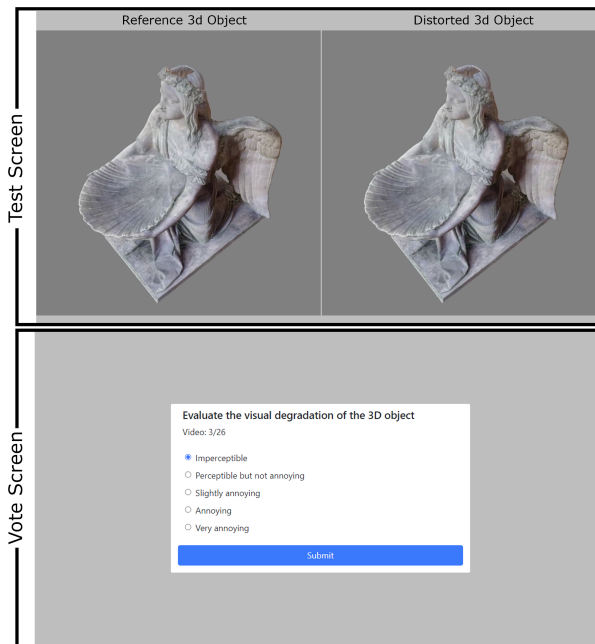 Reference 3d Object
Distorted 3d Object
Test Screen
Vote Screen
Evaluate the visual degradation of the 3D object
Video: 3/26
Imperceptible
Perceptible but not annoying
Slightly annoying
Annoying
Very annoying
Submit